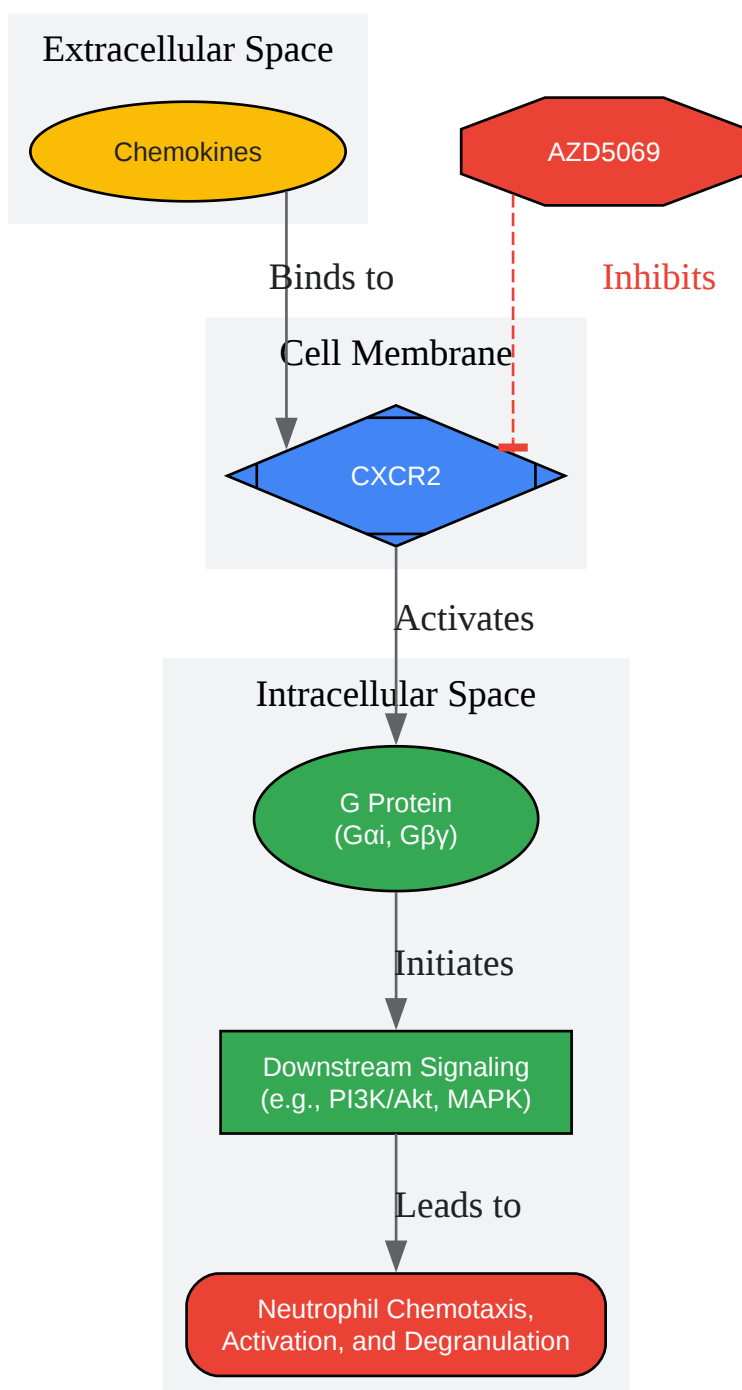 Extracellular Space
Chemokines
AZD5069
Binds to
Inhibits
Cell Membrane
CXCR2
Activates
Intracellular Space
G Protein
(Gαi, Gβγ)
Initiates
Downstream Signaling
(e.g., PI3K/Akt, MAPK)
Leads to
Neutrophil Chemotaxis,
Activation, and Degranulation